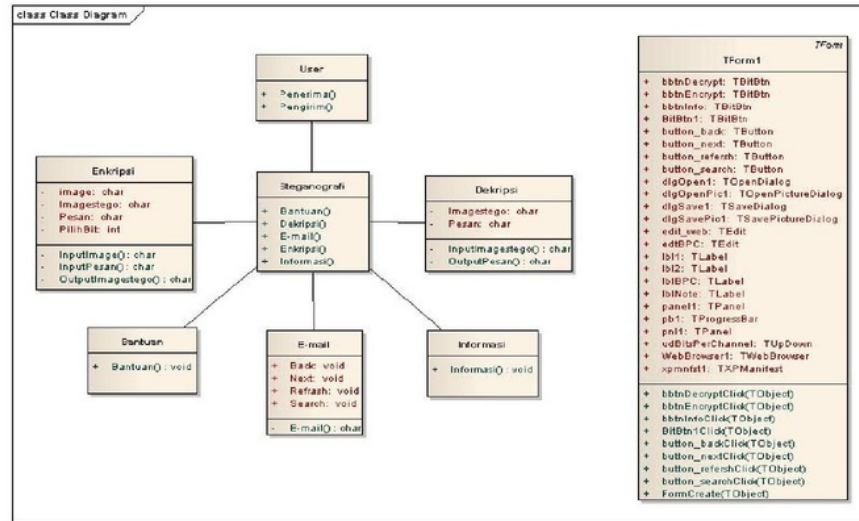 class Class Diagram
User
+ Penerima()
+ Pengirim()
Enkripsi
- image: char
- Imagestego: char
- Pesan: char
- PilihBit: int
- InputImage(): char
- InputPesan(): char
- OutputImagestego(): char
Steganografi
+ Bantuan()
+ Dekripsi()
+ E-mail()
+ Enkripsi()
+ Informasi()
Dekripsi
- Imagestego: char
- Pesan: char
- InputImagestego(): char
- OutputPesan(): char
Bantuan
+ Bantuan(): void
E-mail
+ Back: void
+ Next: void
+ Refrash: void
+ Search: void
- E-mail(): char
Informasi
+ Informasi(): void
TForm
TForm1
+ bbtnDecrypt: TBitBtn
+ bbtnEncrypt: TBitBtn
+ bbtnInfo: TBitBtn
+ BitBtn1: TBitBtn
+ button_back: TButton
+ button_next: TButton
+ button_refersh: TButton
+ button_search: TButton
+ dlgOpen1: TOpenDialog
+ dlgOpenPic1: TOpenPictureDialog
+ dlgSave1: TSaveDialog
+ dlgSavePic1: TSavePictureDialog
+ edit_web: TEdit
+ edtBPC: TEdit
+ lbl1: TLabel
+ lbl2: TLabel
+ lblBPC: TLabel
+ lblNote: TLabel
+ panel1: TPanel
+ pb1: TProgressBar
+ pnl1: TPanel
+ udBitsPerChannel: TUpDown
+ WebBrowser1: TWebBrowser
+ xpmnfst1: TXPManifest
+ bbtnDecryptClick(TObject)
+ bbtnEncryptClick(TObject)
+ bbtnInfoClick(TObject)
+ BitBtn1Click(TObject)
+ button_backClick(TObject)
+ button_nextClick(TObject)
+ button_refershClick(TObject)
+ button_searchClick(TObject)
+ FormCreate(TObject)